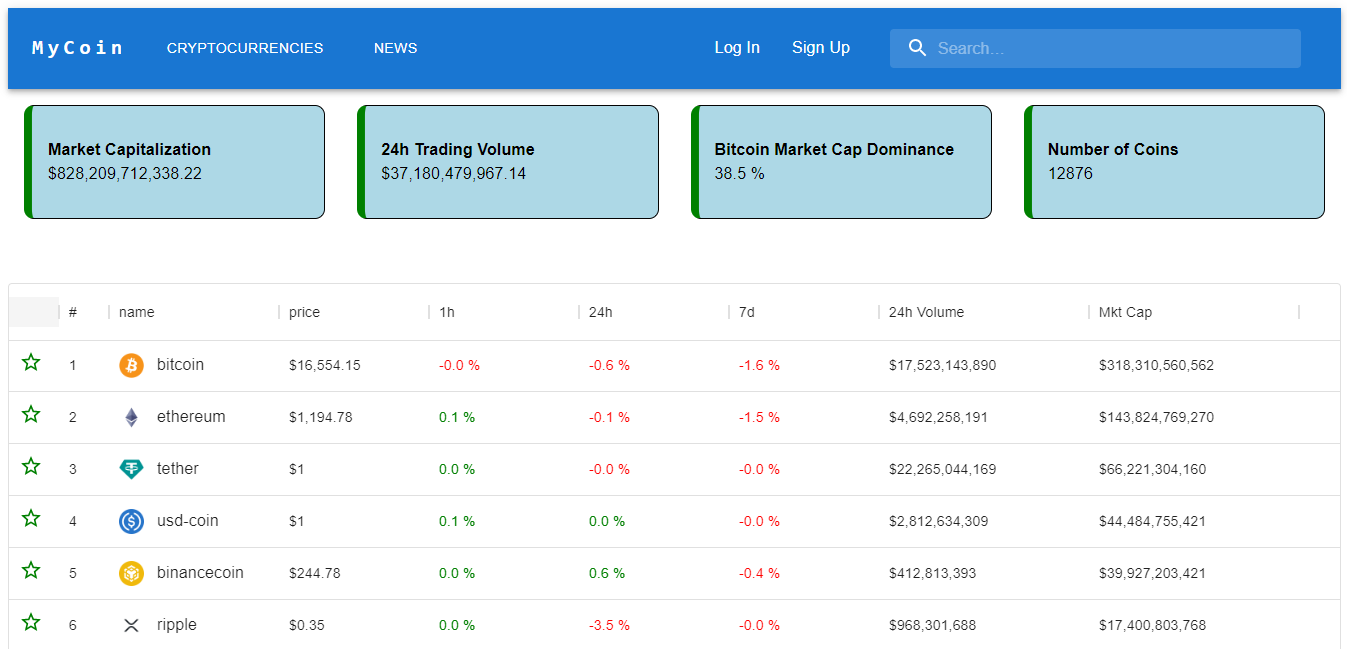 MyCoin CRYPTOCURRENCIES NEWS Log In Sign Up Search...
Market Capitalization 24h Trading Volume Bitcoin Market Cap Dominance Number of Coins
$828,209,712,338.22 $37,180,479,967.14 38.5 % 12876
# name price 1h 24h 7d 24h Volume Mkt Cap
1 bitcoin $16,554.15 -0.0 % -0.6 % -1.6 % $17,523,143,890 $318,310,560,562
2 ethereum $1,194.78 0.1 % -0.1 % -1.5 % $4,692,258,191 $143,824,769,270
3 tether $1 0.0 % -0.0 % -0.0 % $22,265,044,169 $66,221,304,160
4 usd-coin $1 0.1 % 0.0 % -0.0 % $2,812,634,309 $44,484,755,421
5 binancecoin $244.78 0.0 % 0.6 % -0.4 % $412,813,393 $39,927,203,421
6 ripple $0.35 0.0 % -3.5 % -0.0 % $968,301,688 $17,400,803,768